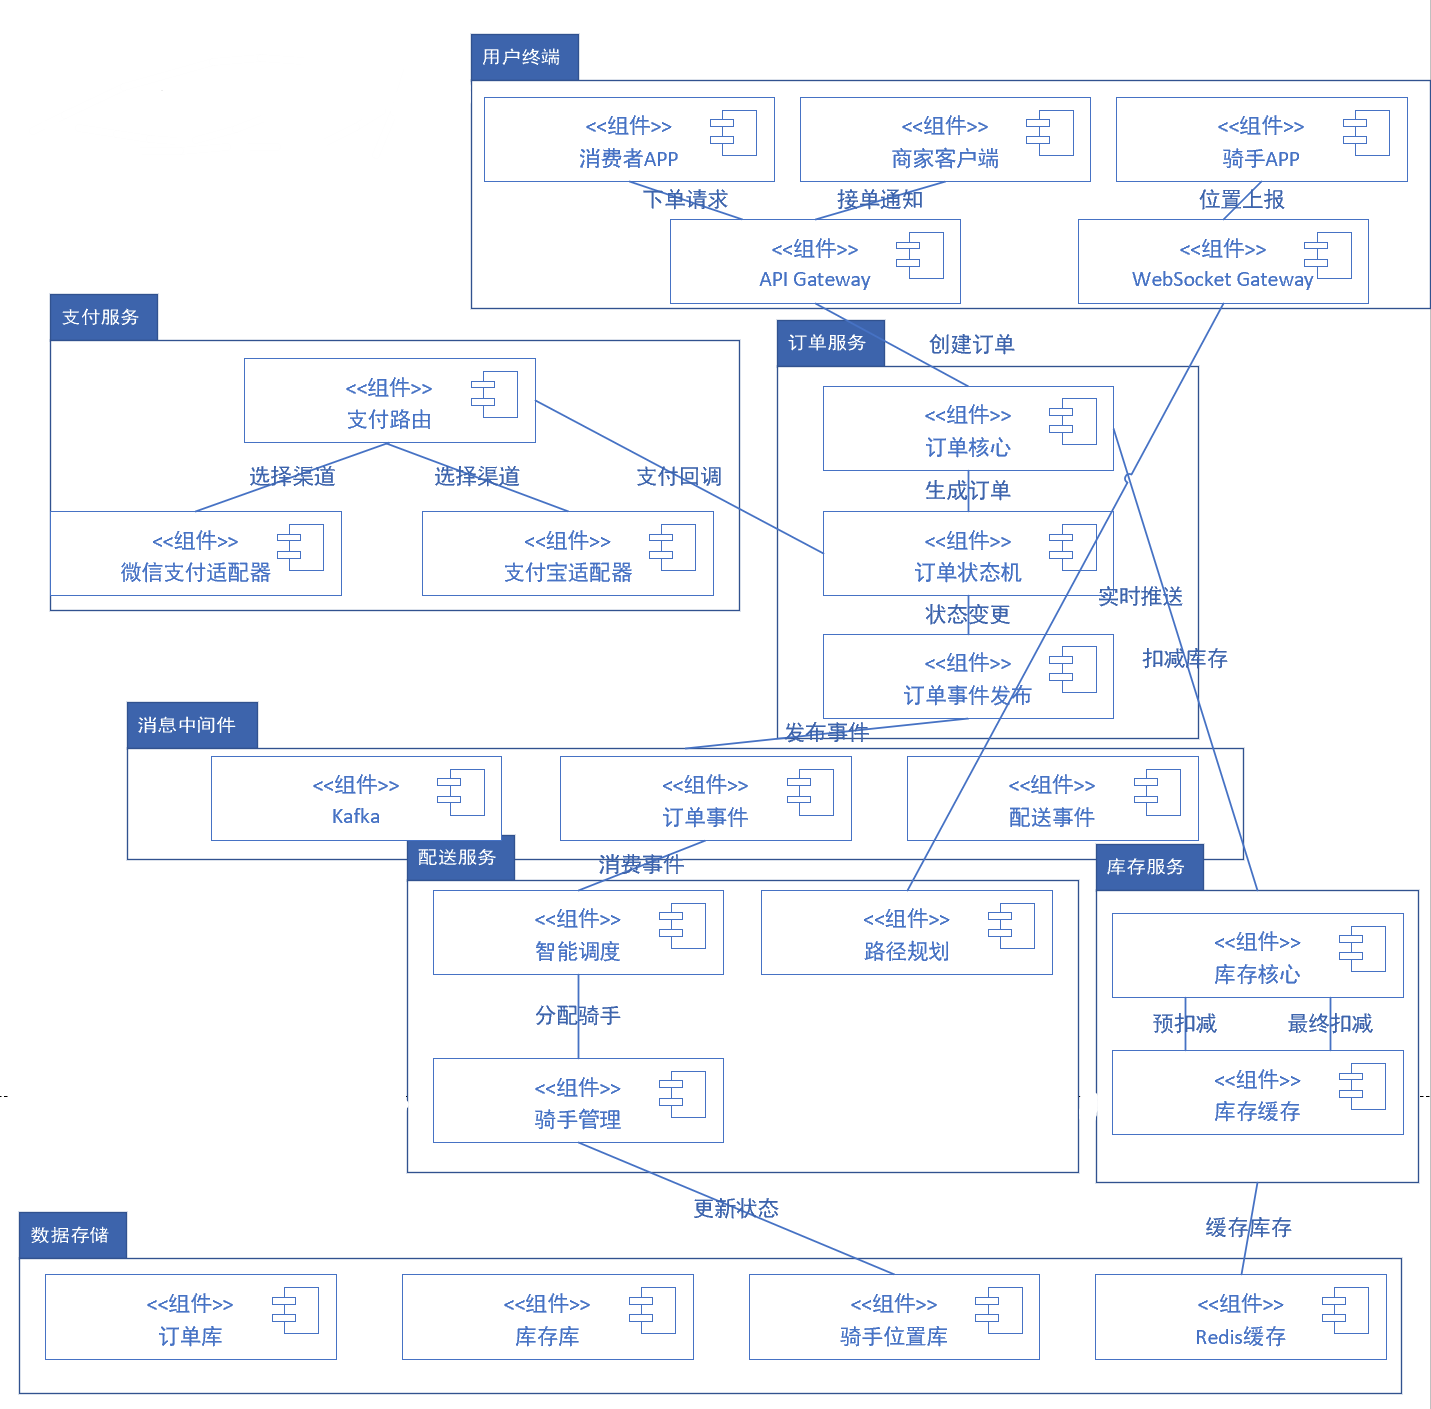 用户终端
<<组件>>
消费者APP
<<组件>>
商家客户端
<<组件>>
骑手APP
下单请求
接单通知
位置上报
<<组件>>
API Gateway
<<组件>>
WebSocket Gateway
支付服务
<<组件>>
支付路由
选择渠道
选择渠道
支付回调
<<组件>>
微信支付适配器
<<组件>>
支付宝适配器
订单服务
创建订单
<<组件>>
订单核心
生成订单
<<组件>>
订单状态机
状态变更
<<组件>>
订单事件发布
实时推送
扣减库存
发布事件
消息中间件
<<组件>>
Kafka
<<组件>>
订单事件
<<组件>>
配送事件
配送服务
消费事件
<<组件>>
智能调度
<<组件>>
路径规划
分配骑手
<<组件>>
骑手管理
库存服务
<<组件>>
库存核心
预扣减
最终扣减
<<组件>>
库存缓存
更新状态
缓存库存
数据存储
<<组件>>
订单库
<<组件>>
库存库
<<组件>>
骑手位置库
<<组件>>
Redis缓存